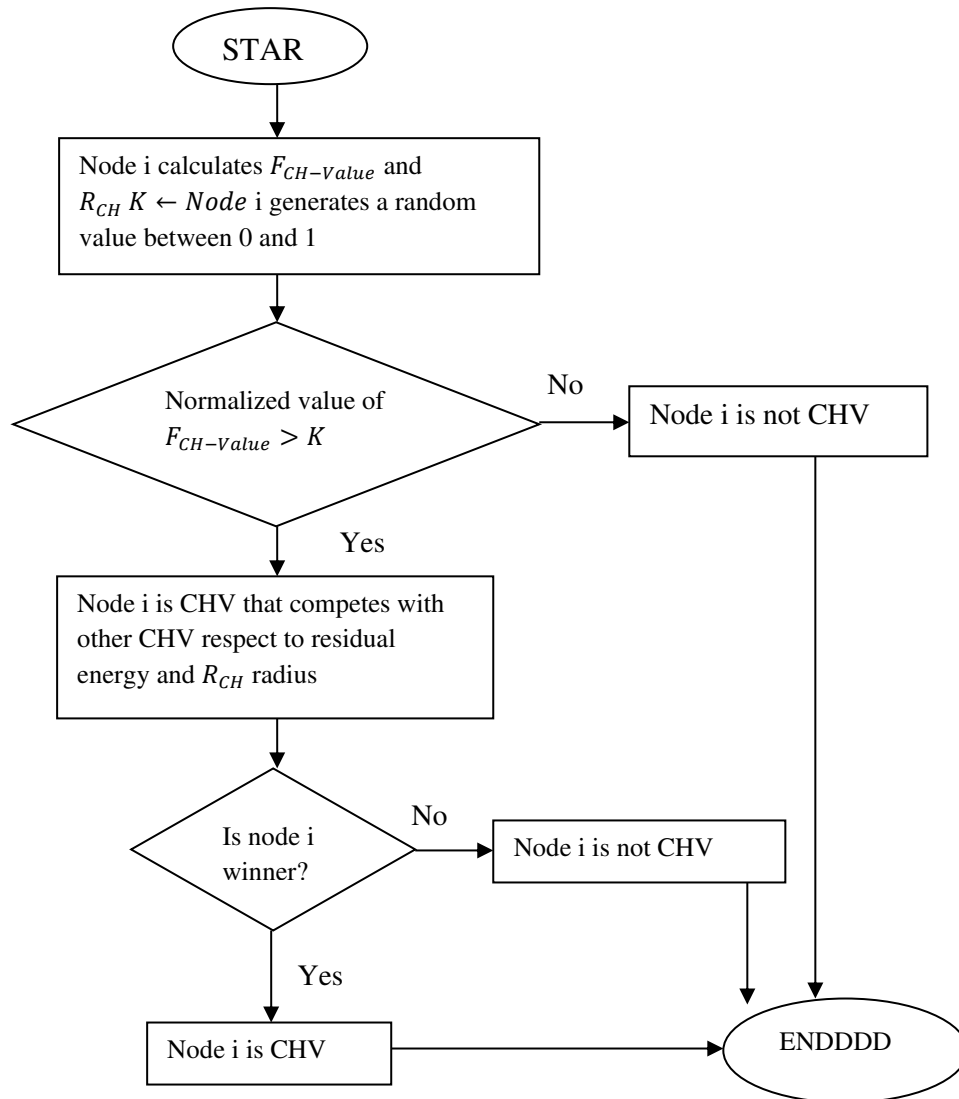 STAR
Node i calculates F_{CH-Value} and
R_{CH} K ← Node i generates a random
value between 0 and 1
Normalized value of
F_{CH-Value} > K
No
Node i is not CHV
Yes
Node i is CHV that competes with
other CHV respect to residual
energy and R_{CH} radius
Is node i
winner?
No
Node i is not CHV
Yes
Node i is CHV
ENDDDD